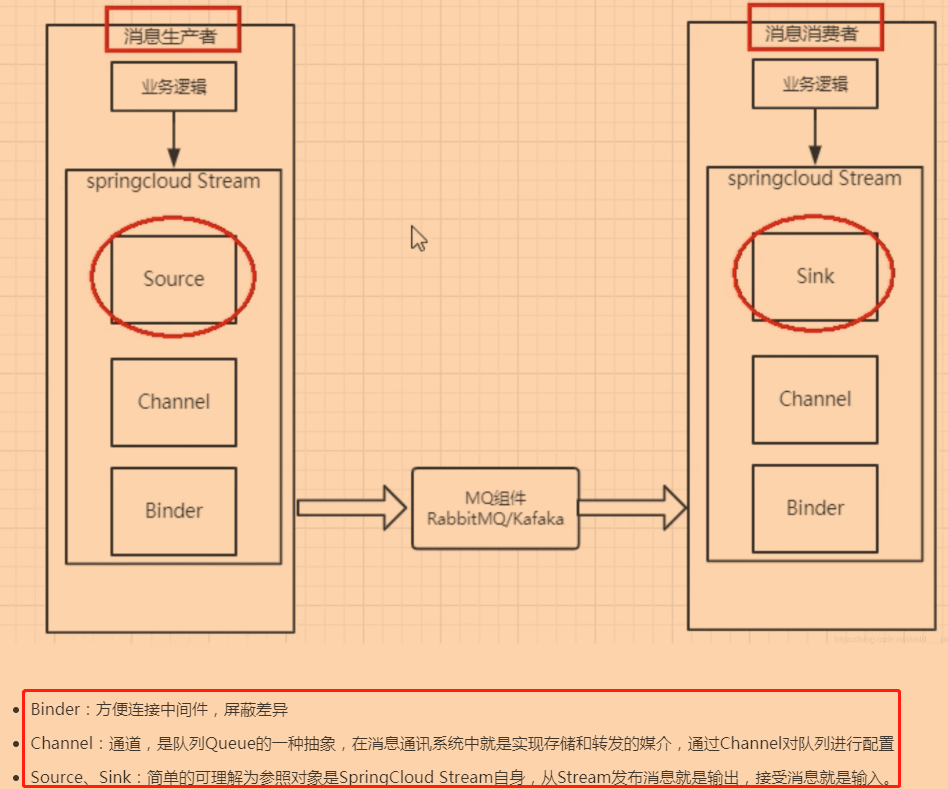 消息生产者
业务逻辑
springcloud Stream
Source
Channel
Binder
MQ组件
RabbitMQ/Kafaka
消息消费者
业务逻辑
springcloud Stream
Sink
Channel
Binder
Binder：方便连接中间件，屏蔽差异
Channel：通道，是队列Queue的一种抽象，在消息通讯系统中就是实现存储和转发的媒介，通过Channel对队列进行配置
Source、Sink：简单的可理解为参照对象是SpringCloud Stream自身，从Stream发布消息就是输出，接受消息就是输入。